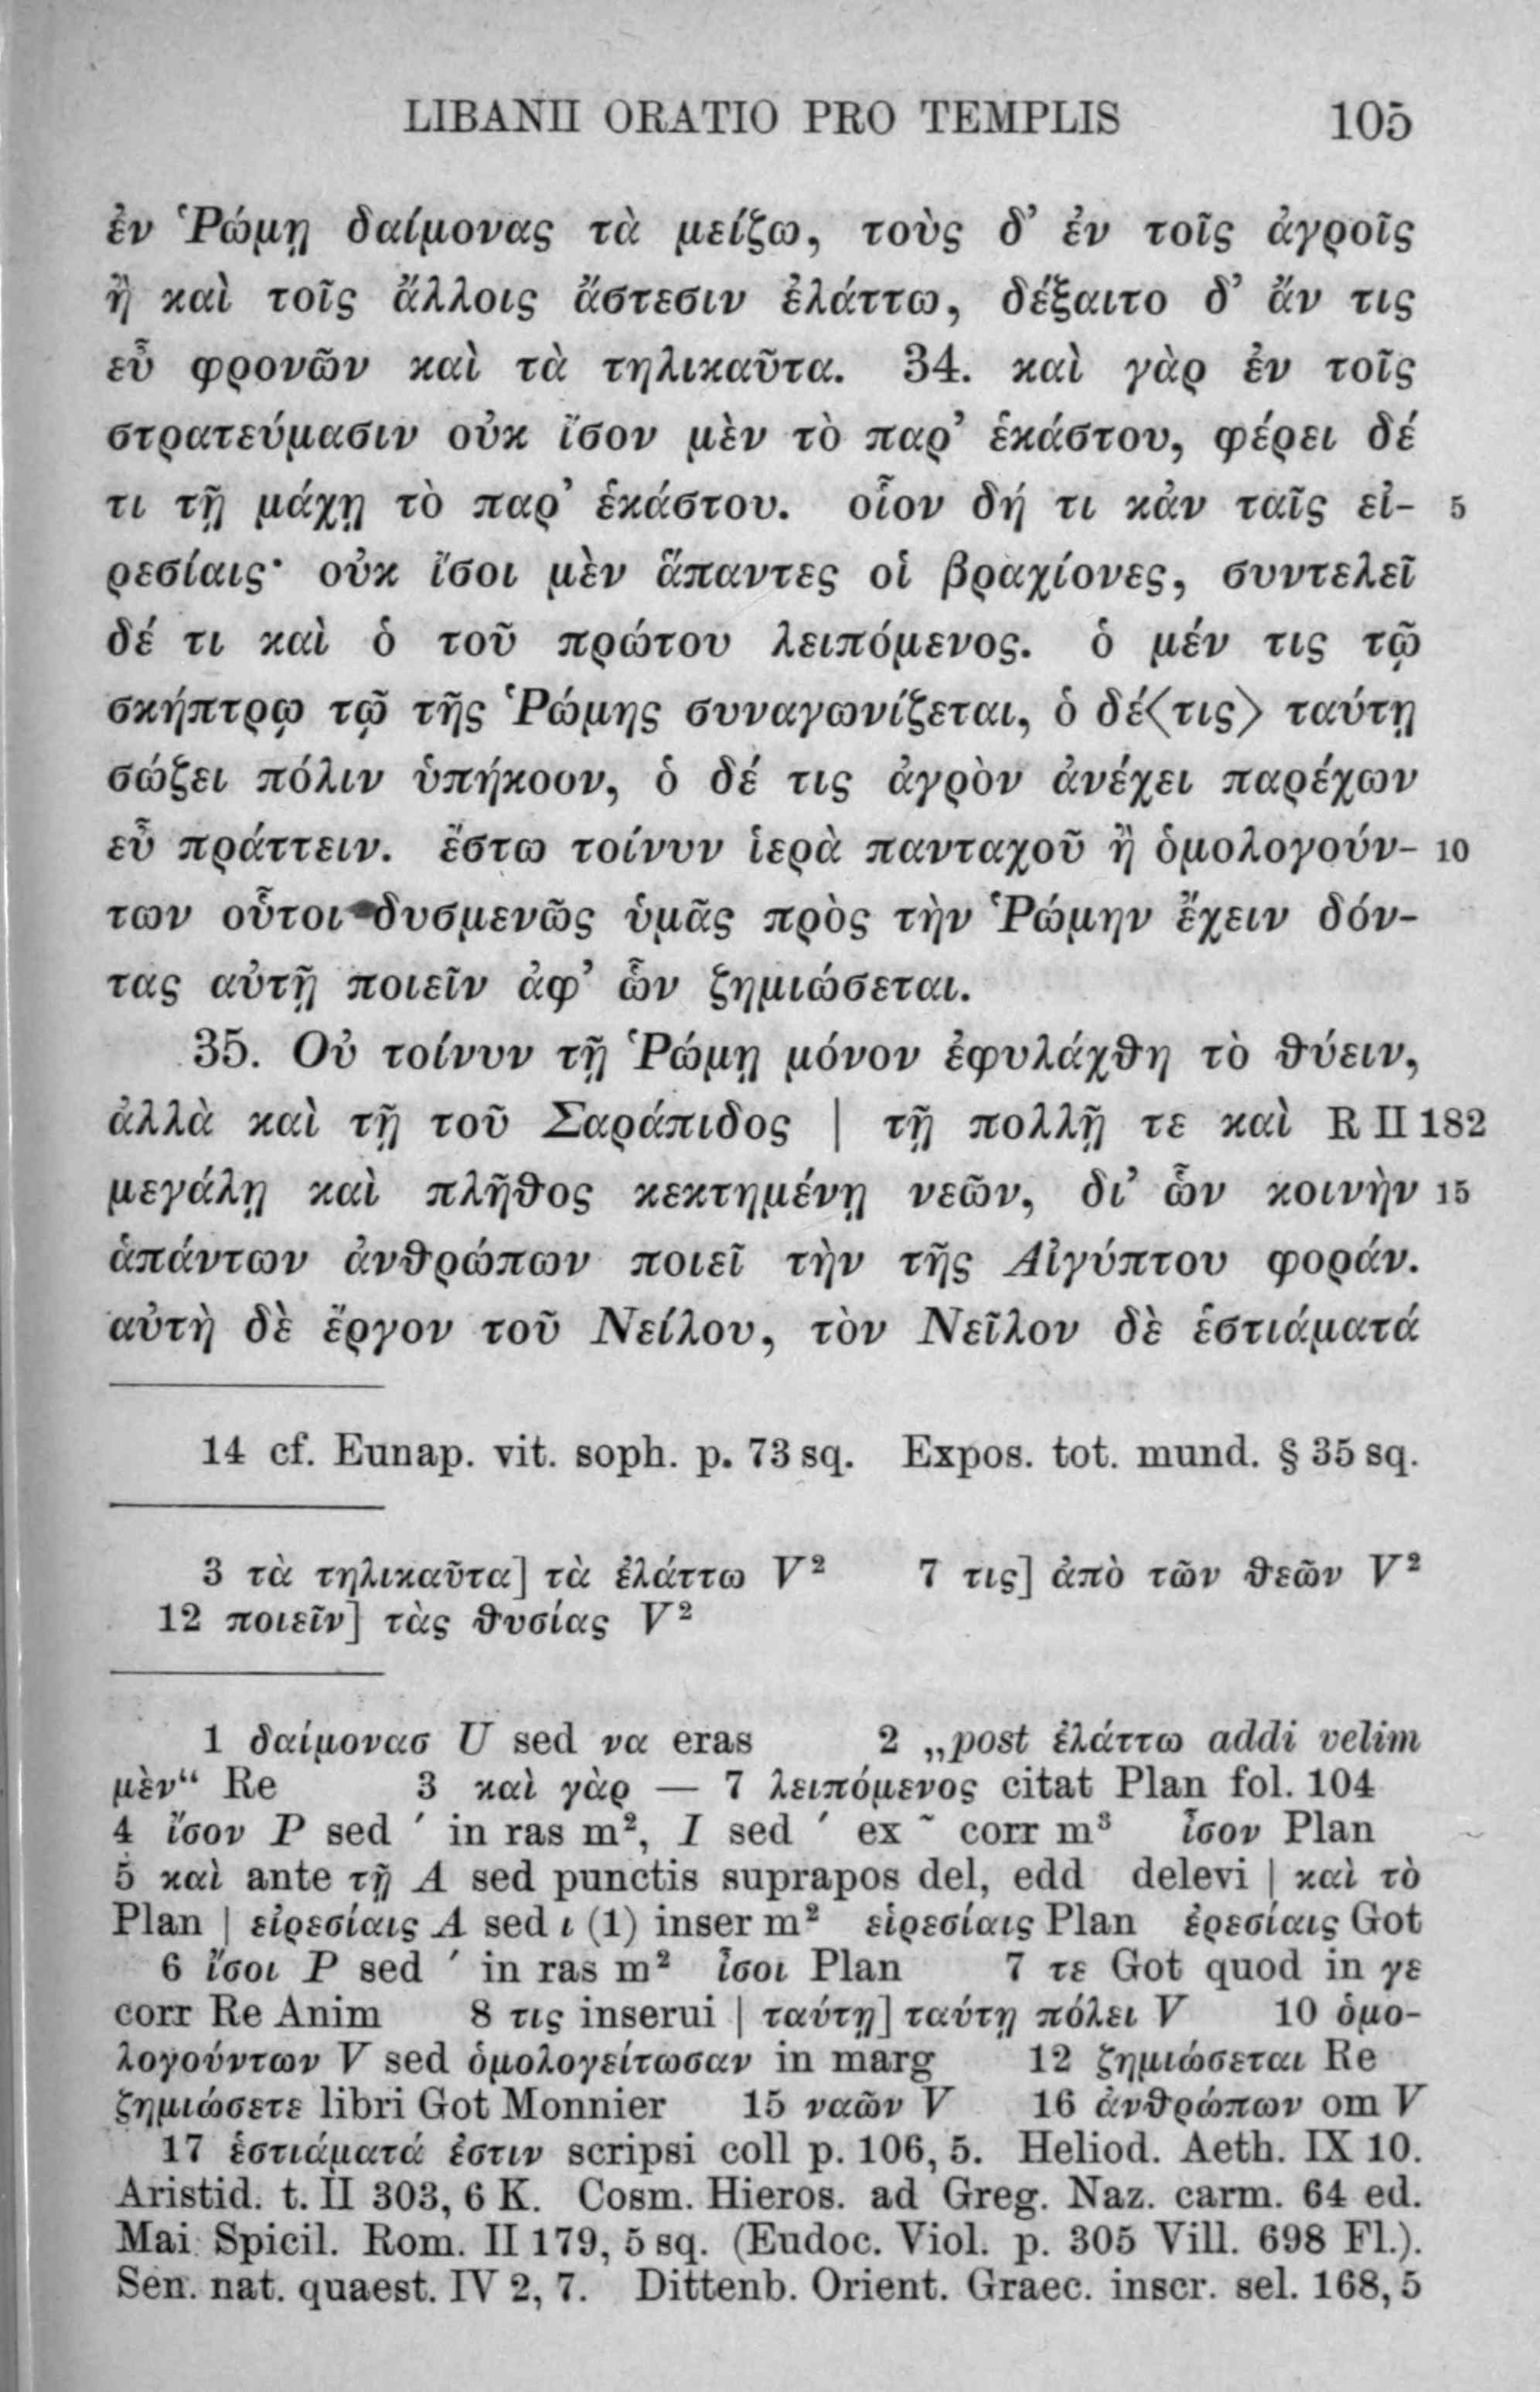 LIBANII ORATIO PRO TEMPLIS 105
ἐν Ῥώμῃ δαίμονας τὰ μείζω, τοὺς δ’ ἐν τοῖς ἀγροῖς
ἢ καὶ τοῖς ἄλλοις ἄστεσιν ἐλάττω, δέξαιτο δ’ ἄν τις
εὖ φρονῶν καὶ τὰ τηλικαῦτα. 34. καὶ γὰρ ἐν τοῖς
στρατεύμασιν οὐκ ἴσον μὲν τὸ παρ’ ἑκάστου, φέρει δέ
τι τῇ μάχῃ τὸ παρ’ ἑκάστου. οἷον δή τι κἀν ταῖς εἰ- 5
ρεσίαις· οὐκ ἴσοι μὲν ἅπαντες οἱ βραχίονες, συντελεῖ
δέ τι καὶ ὁ τοῦ πρώτου λειπόμενος. ὁ μέν τις τῷ
σκήπτρῳ τῷ τῆς Ῥώμης συναγωνίζεται, ὁ δέ⟨τις⟩ ταύτῃ
σώζει πόλιν ὑπήκοον, ὁ δέ τις ἀγρὸν ἀνέχει παρέχων
εὖ πράττειν. ἔστω τοίνυν ἱερὰ πανταχοῦ ἢ ὁμολογούν- 10
των οὗτοι δυσμενῶς ὑμᾶς πρὸς τὴν Ῥώμην ἔχειν δόν-
τας αὐτῇ ποιεῖν ἀφ’ ὧν ζημιώσεται.
35. Οὐ τοίνυν τῇ Ῥώμῃ μόνον ἐφυλάχθη τὸ θύειν,
ἀλλὰ καὶ τῇ τοῦ Σαράπιδος | τῇ πολλῇ τε καὶ R II 182
μεγάλῃ καὶ πλῆθος κεκτημένῃ νεῶν, δι’ ὧν κοινὴν 15
ἁπάντων ἀνθρώπων ποιεῖ τὴν τῆς Αἰγύπτου φοράν.
αὐτὴ δὲ ἔργον τοῦ Νείλου, τὸν Νεῖλον δὲ ἑστιάματά
14 cf. Eunap. vit. soph. p. 73 sq. Expos. tot. mund. § 35 sq.
3 τὰ τηλικαῦτα] τὰ ἐλάττω V² 7 τις] ἀπὸ τῶν θεῶν V²
12 ποιεῖν] τὰς θυσίας V²
1 δαίμονασ U sed να eras 2 „post ἐλάττω addi velim
μὲν“ Re 3 καὶ γὰρ — 7 λειπόμενος citat Plan fol. 104
4 ἴσον P sed ´ in ras m², I sed ´ ex ῀ corr m³ ἶσον Plan
5 καὶ ante τῇ A sed punctis suprapos del, edd delevi | καὶ τὸ
Plan | εἰρεσίαις A sed ι (1) inser m² εἱρεσίαις Plan ἐρεσίαις Got
6 ἴσοι P sed ´ in ras m² ἶσοι Plan 7 τε Got quod in γε
corr Re Anim 8 τις inserui | ταύτῃ] ταύτῃ πόλει V 10 ὁμο-
λογούντων V sed ὁμολογείτωσαν in marg 12 ζημιώσεται Re
ζημιώσετε libri Got Monnier 15 ναῶν V 16 ἀνθρώπων om V
17 ἑστιάματά ἐστιν scripsi coll p. 106, 5. Heliod. Aeth. IX 10.
Aristid. t. II 303, 6 K. Cosm. Hieros. ad Greg. Naz. carm. 64 ed.
Mai Spicil. Rom. II 179, 5 sq. (Eudoc. Viol. p. 305 Vill. 698 Fl.).
Sen. nat. quaest. IV 2, 7. Dittenb. Orient. Graec. inscr. sel. 168, 5